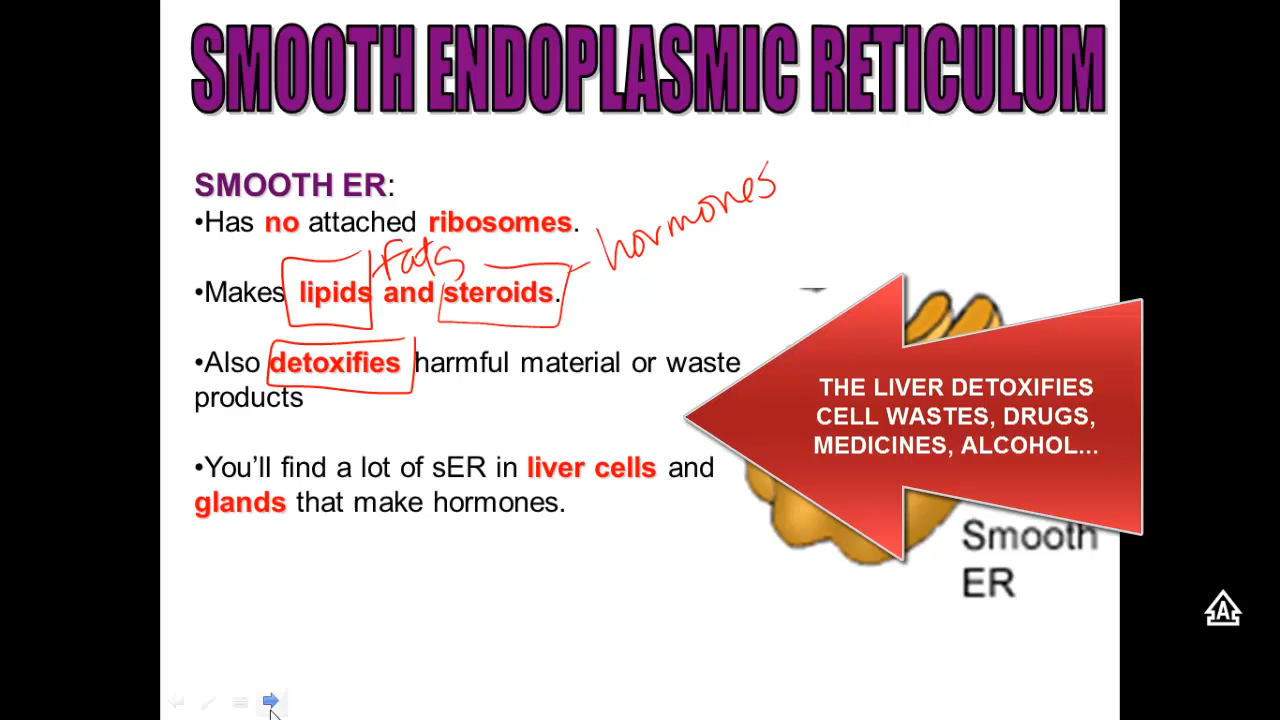 SMOOTH ENDOPLASMIC RETICULUM
SMOOTH ER:
•Has no attached ribosomes.
hormones
fats
•Makes lipids and steroids.
•Also detoxifies harmful material or waste
products
•You’ll find a lot of sER in liver cells and
glands that make hormones.
THE LIVER DETOXIFIES
CELL WASTES, DRUGS,
MEDICINES, ALCOHOL...
Smooth
ER
A